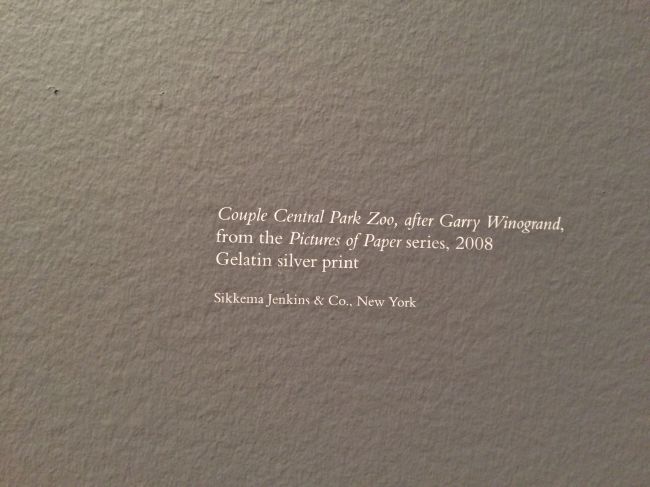 Couple Central Park Zoo, after Garry Winogrand,
from the Pictures of Paper series, 2008
Gelatin silver print
Sikkema Jenkins & Co., New York